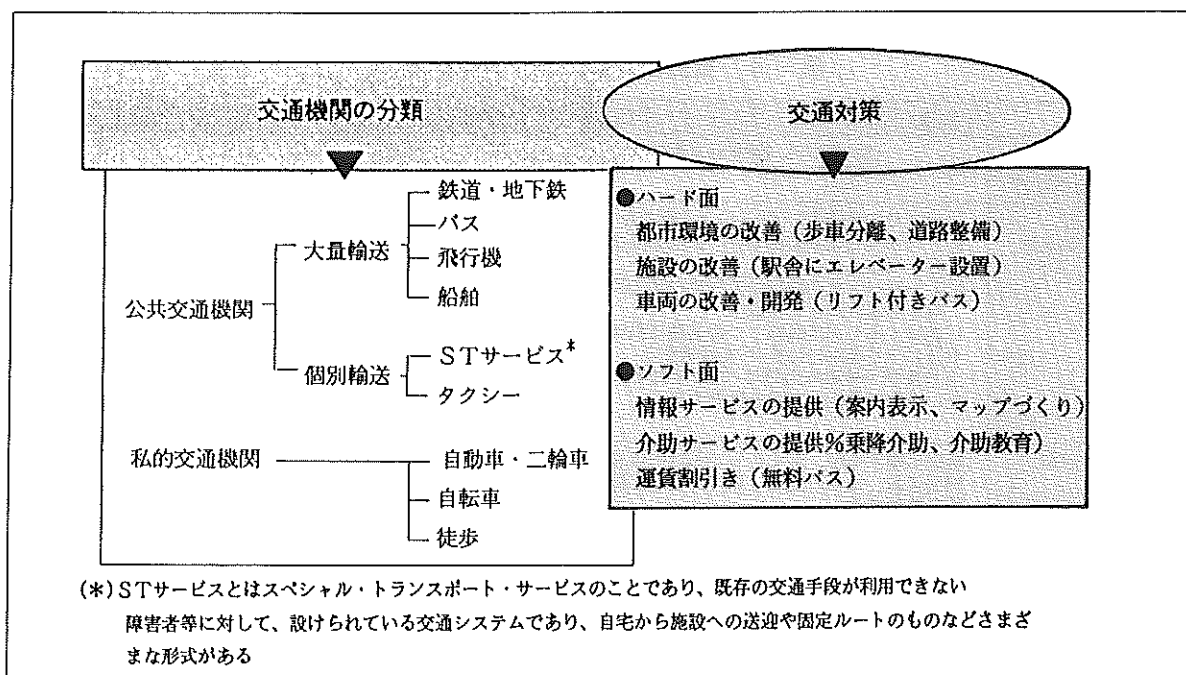 交通機関の分類
公共交通機関
大量輸送
鉄道・地下鉄
バス
飛行機
船舶
個別輸送
STサービス*
タクシー
私的交通機関
自動車・二輪車
自転車
徒歩
交通対策
●ハード面
都市環境の改善（歩車分離、道路整備）
施設の改善（駅舎にエレベーター設置）
車両の改善・開発（リフト付きバス）
●ソフト面
情報サービスの提供（案内表示、マップづくり）
介助サービスの提供％乗降介助、介助教育）
運賃割引き（無料パス）
(*)STサービスとはスペシャル・トランスポート・サービスのことであり、既存の交通手段が利用できない
障害者等に対して、設けられている交通システムであり、自宅から施設への送迎や固定ルートのものなどさまざ
まな形式がある